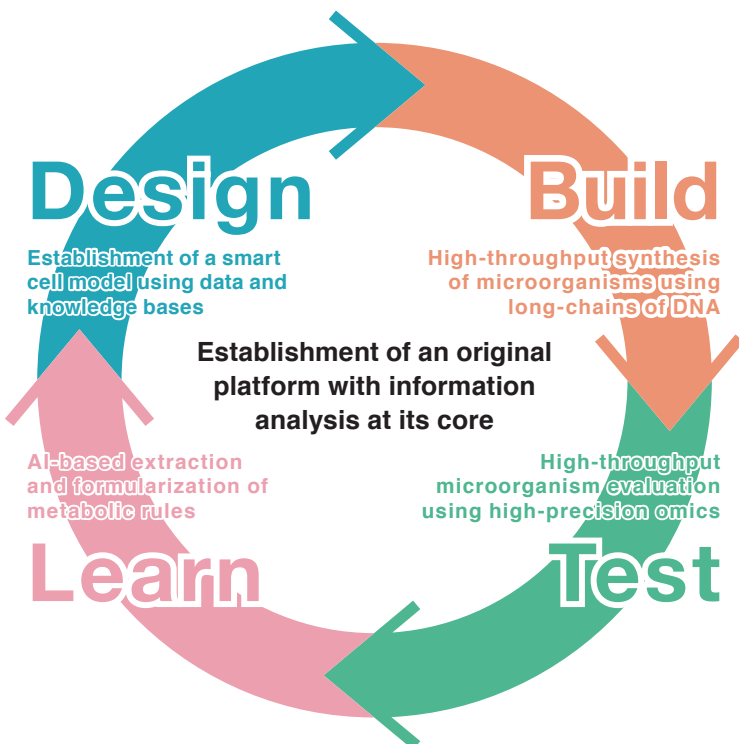 Design
Establishment of a smart
cell model using data and
knowledge bases
Build
High-throughput synthesis
of microorganisms using
long-chains of DNA
Establishment of an original
platform with information
analysis at its core
AI-based extraction
and formularization of
metabolic rules
Learn
High-throughput
microorganism evaluation
using high-precision omics
Test